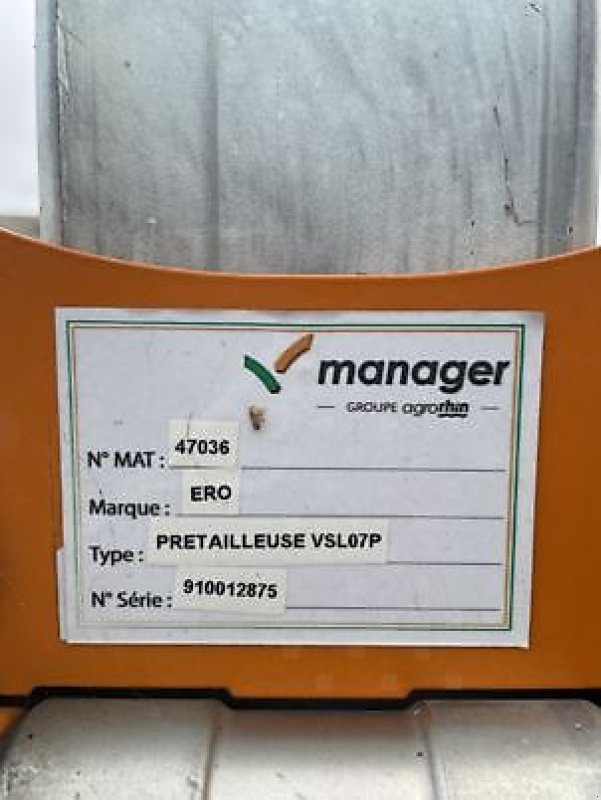 manager
GROUPE agrorhin
N° MAT : 47036
Marque : ERO
Type : PRETAILLEUSE VSL07P
N° Série : 910012875